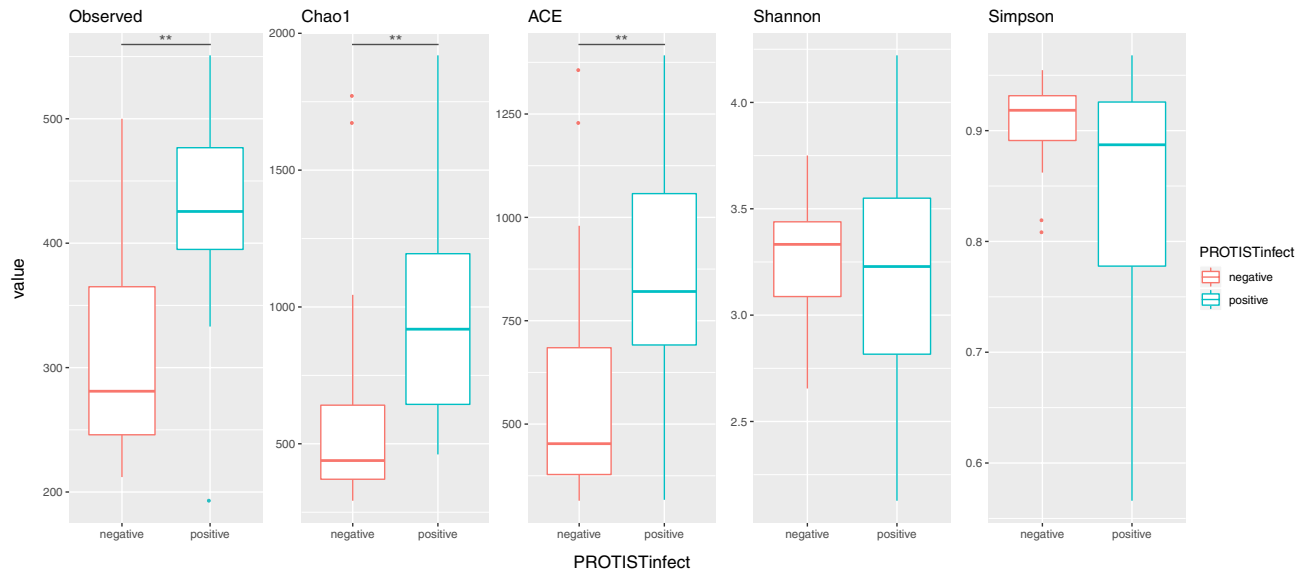 Observed
Chao1
ACE
Shannon
Simpson
**
**
**
value
500
400
300
200
2000
1500
1000
500
1250
1000
750
500
4.0
3.5
3.0
2.5
0.9
0.8
0.7
0.6
negative
positive
negative
positive
negative
positive
negative
positive
negative
positive
PROTISTinfect
PROTISTinfect
negative
positive